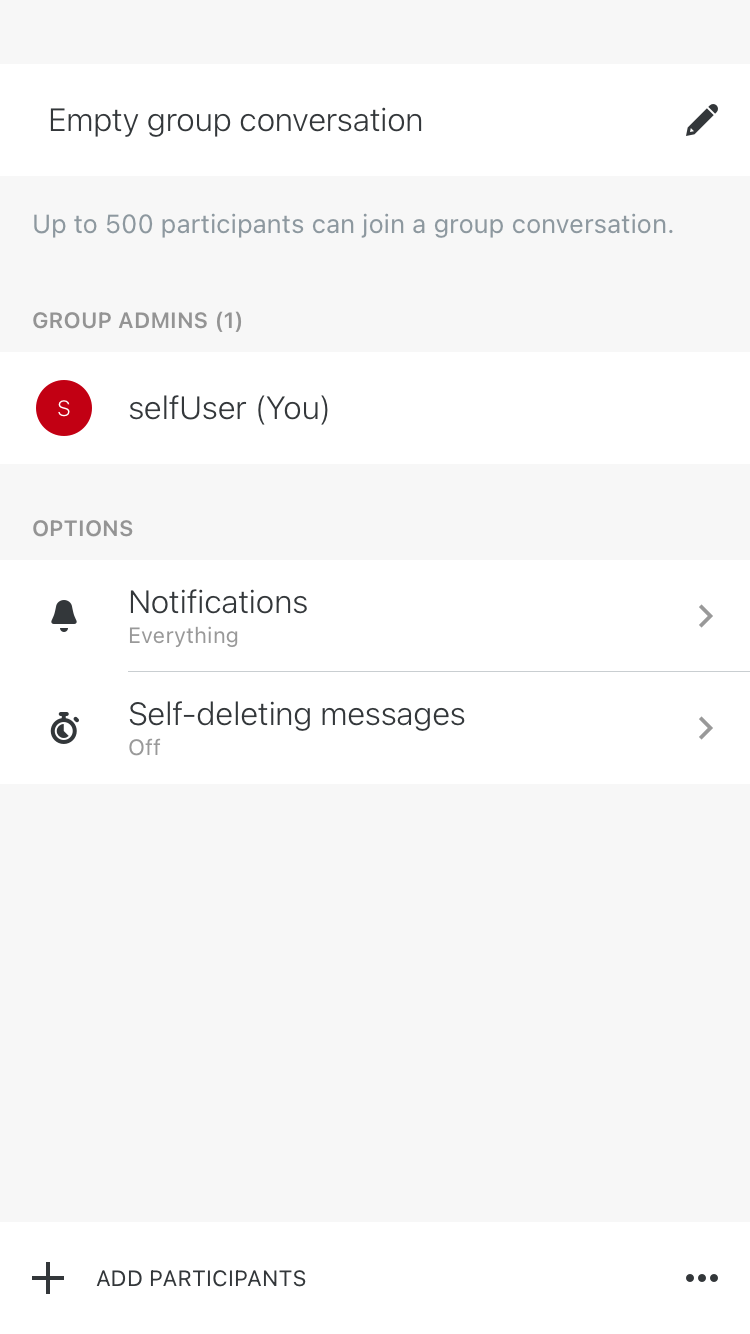 Empty group conversation
Up to 500 participants can join a group conversation.
GROUP ADMINS (1)
S
selfUser (You)
OPTIONS
Notifications
Everything
Self-deleting messages
Off
ADD PARTICIPANTS